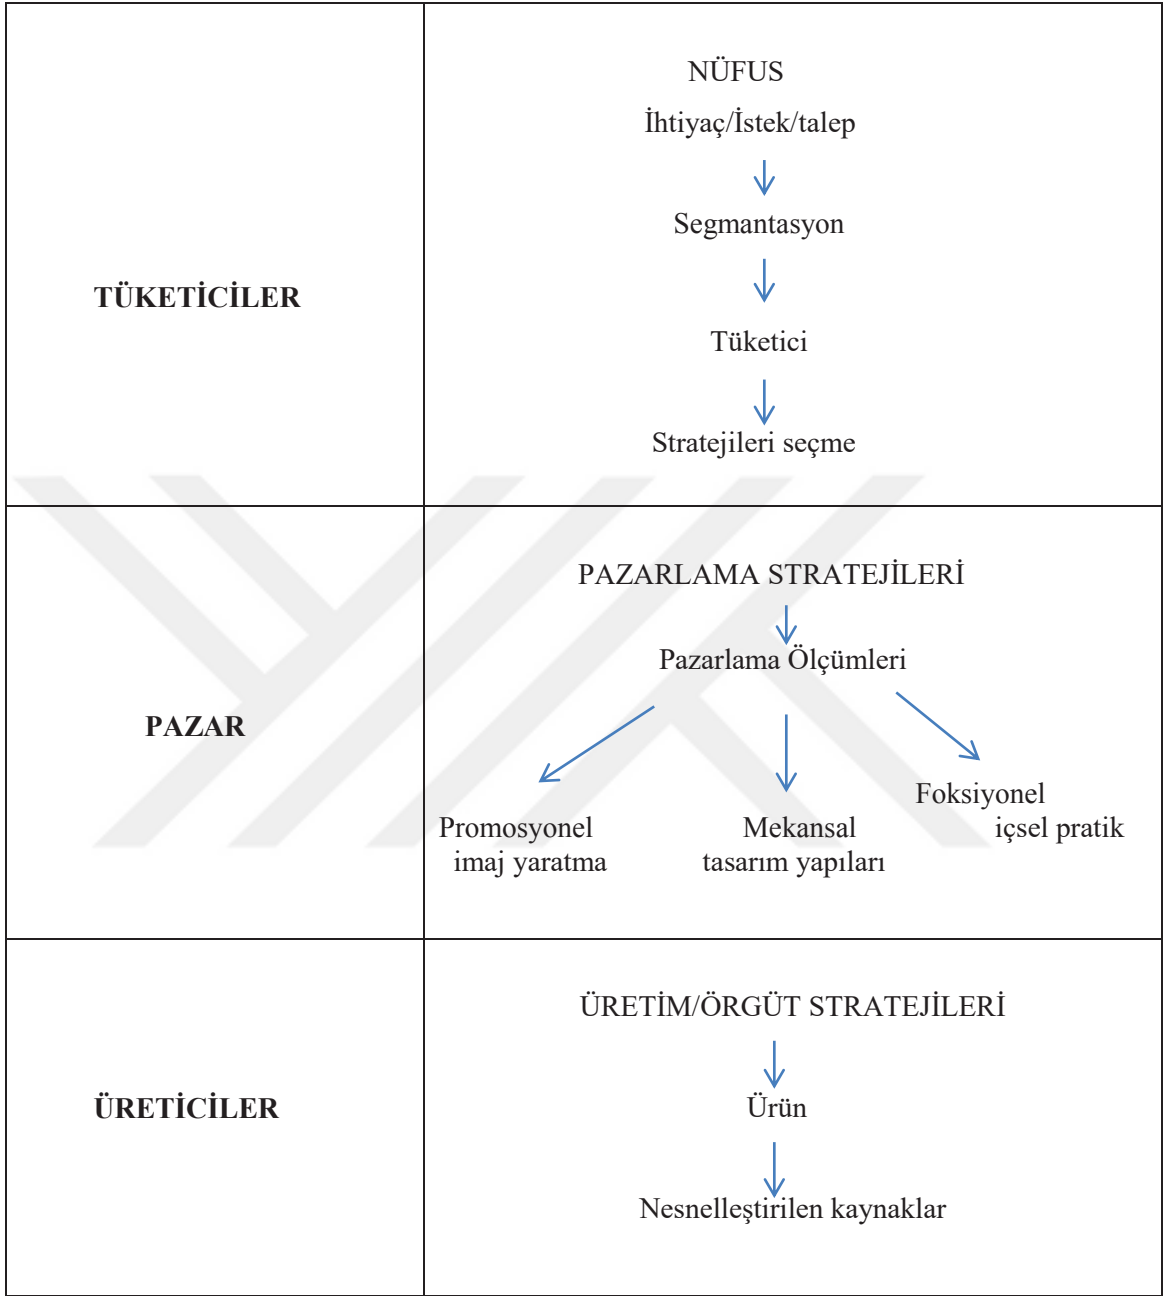 NÜFUS
İhtiyaç/İstek/talep
Segmantasyon
TÜKETİCİLER
Tüketici
Stratejileri seçme
PAZARLAMA STRATEJİLERİ
Pazarlama Ölçümleri
PAZAR
Foksiyonel
içsel pratik
Promosyonel
imaj yaratma
Mekansal
tasarım yapıları
ÜRETİM/ÖRGÜT STRATEJİLERİ
ÜRETİCİLER
Ürün
Nesnelleştirilen kaynaklar